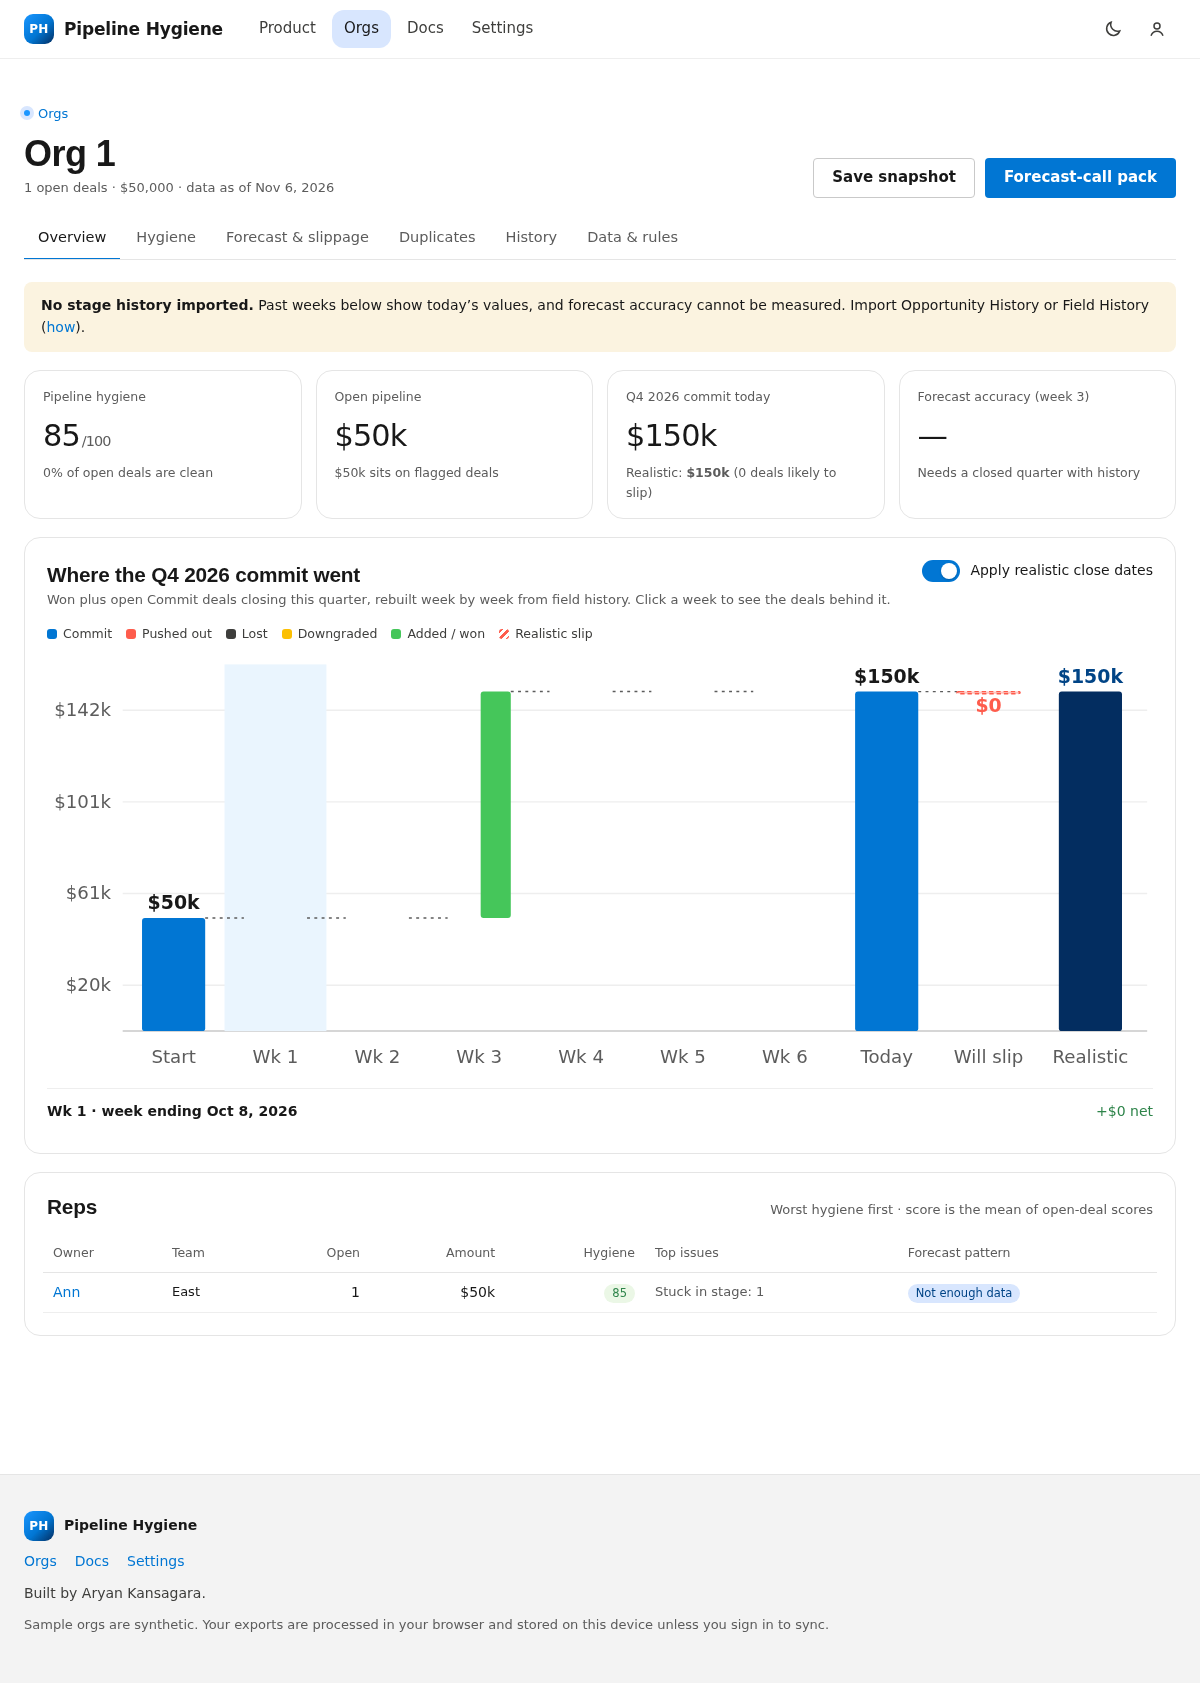 PH Pipeline Hygiene Product Orgs Docs Settings
Orgs
Org 1
1 open deals · $50,000 · data as of Nov 6, 2026
Save snapshot Forecast-call pack
Overview Hygiene Forecast & slippage Duplicates History Data & rules
No stage history imported. Past weeks below show today’s values, and forecast accuracy cannot be measured. Import Opportunity History or Field History
(how).
Pipeline hygiene
85/100
0% of open deals are clean
Open pipeline
$50k
$50k sits on flagged deals
Q4 2026 commit today
$150k
Realistic: $150k (0 deals likely to
slip)
Forecast accuracy (week 3)
—
Needs a closed quarter with history
Where the Q4 2026 commit went
Apply realistic close dates
Won plus open Commit deals closing this quarter, rebuilt week by week from field history. Click a week to see the deals behind it.
Commit Pushed out Lost Downgraded Added / won Realistic slip
$150k $150k
$0
$142k
$101k
$61k
$50k
$20k
Start Wk 1 Wk 2 Wk 3 Wk 4 Wk 5 Wk 6 Today Will slip Realistic
Wk 1 · week ending Oct 8, 2026 +$0 net
Reps
Worst hygiene first · score is the mean of open-deal scores
Owner Team Open Amount Hygiene Top issues Forecast pattern
Ann East 1 $50k 85 Stuck in stage: 1 Not enough data
PH Pipeline Hygiene
Orgs Docs Settings
Built by Aryan Kansagara.
Sample orgs are synthetic. Your exports are processed in your browser and stored on this device unless you sign in to sync.